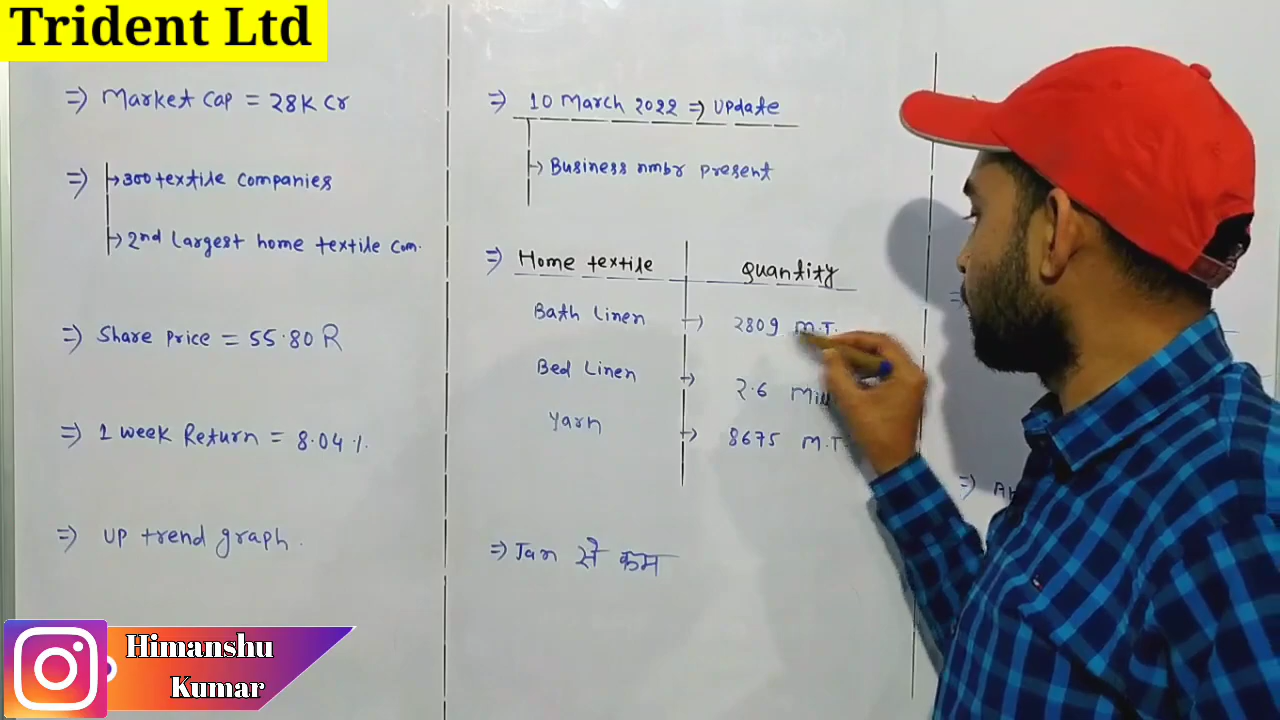 Trident Ltd
⇒ Market Cap = 28K Cr
⇒ → 300 textile companies
→ 2nd Largest home textile com.
⇒ Share Price = 55.80 R
⇒ 1 week Return = 8.04 %.
⇒ up trend graph.
⇒ 10 March 2022 ⇒ update
→ Business nmbr present
⇒ Home textile Quantity
Bath Linen → 2809 M.T.
Bed Linen → 2.6
Yarn → 8675 M.T.
⇒ Jan से कम
Himanshu
Kumar